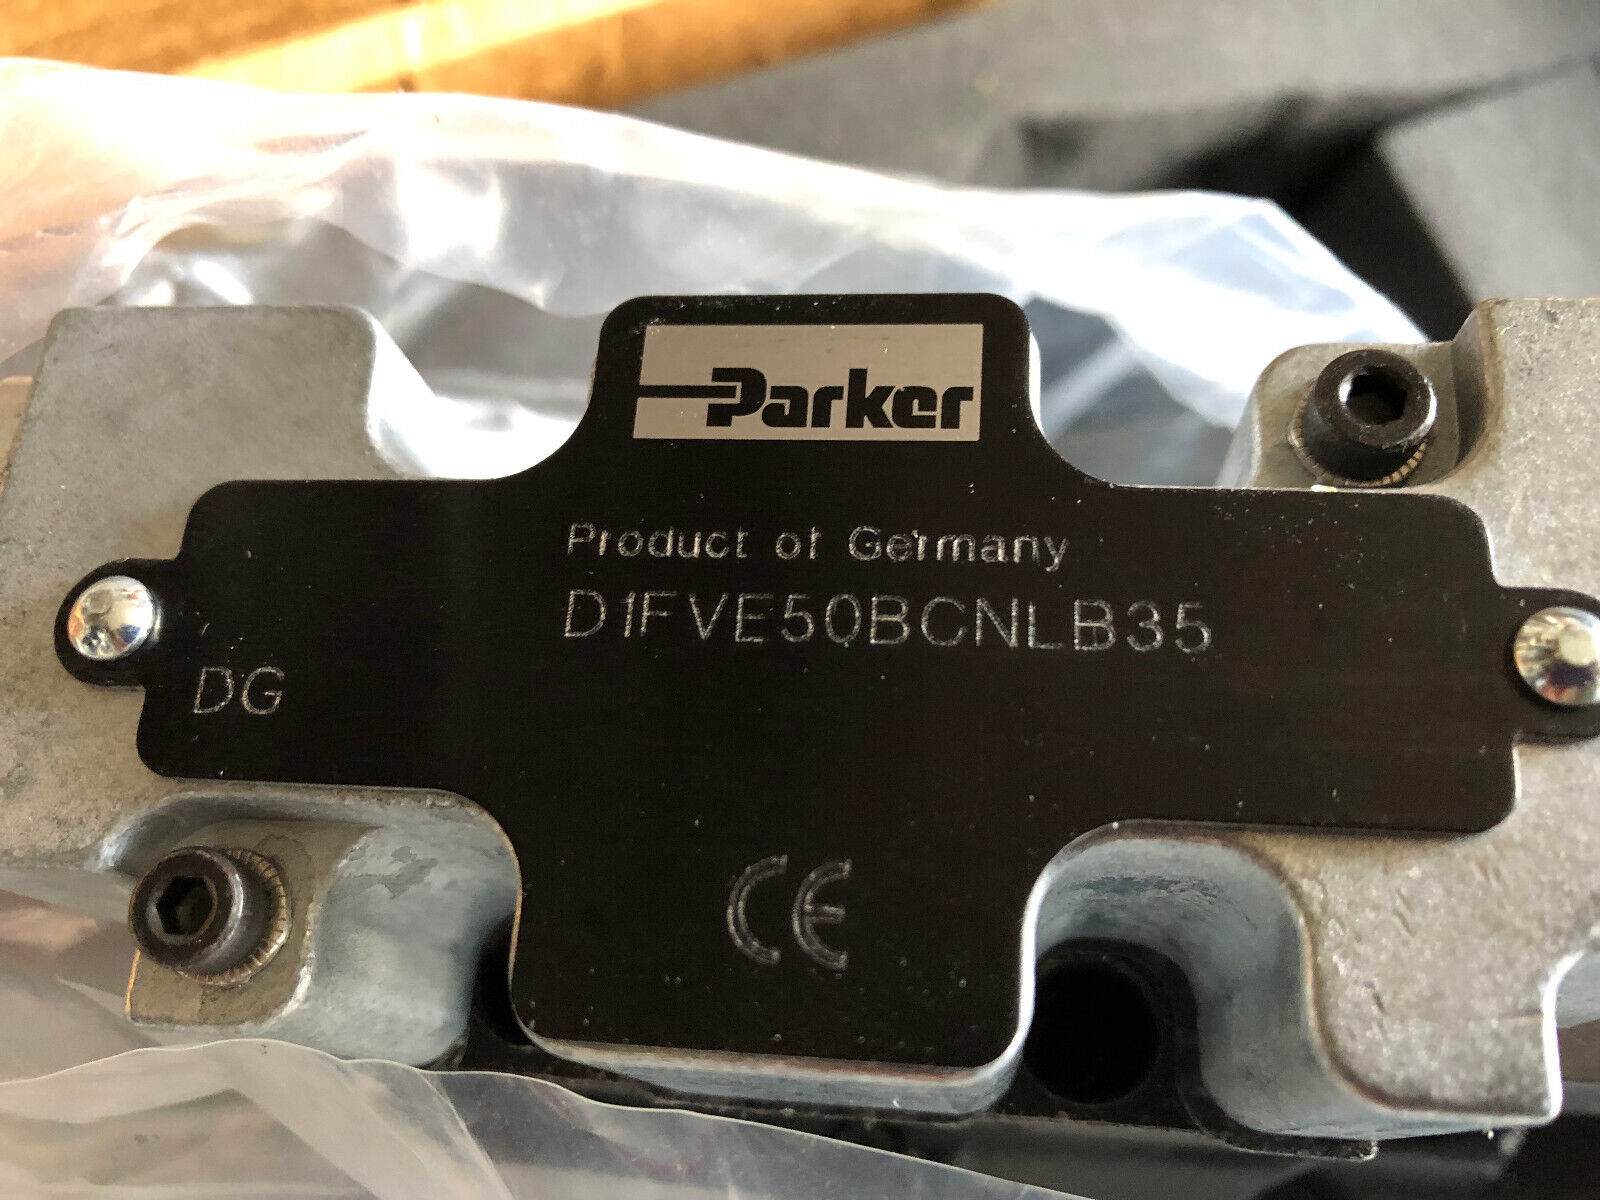 Parker
Product of Germany
D1FVE50BCNLB35
DG
CE